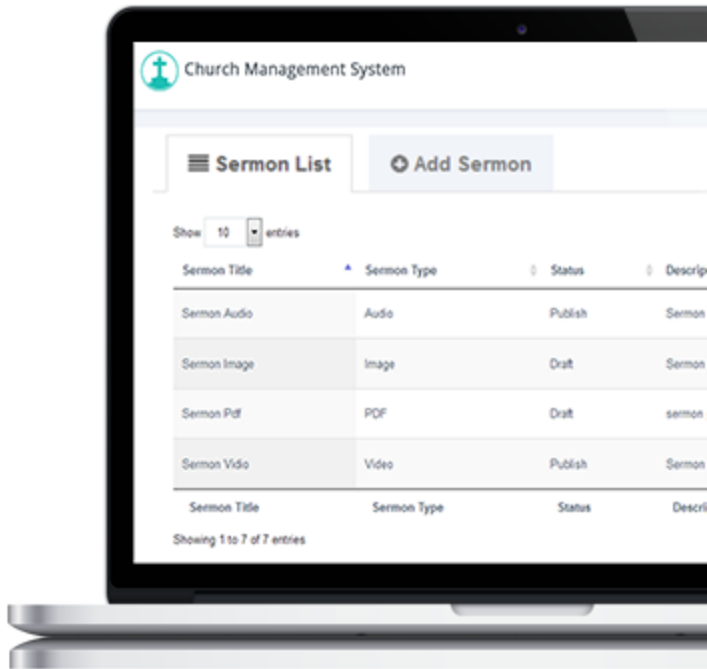 Church Management System
Sermon List Add Sermon
Show 10 entries
Sermon Title Sermon Type Status Descrip
Sermon Audio Audio Publish Sermon
Sermon Image Image Draft Sermon
Sermon Pdf PDF Draft sermon
Sermon Vidio Video Publish Sermon
Sermon Title Sermon Type Status Descri
Showing 1 to 7 of 7 entries